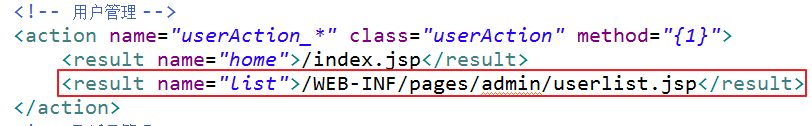 <!-- 用户管理 -->
<action name="userAction_*" class="userAction" method="{1}">
<result name="home">/index.jsp</result>
<result name="list">/WEB-INF/pages/admin/userlist.jsp</result>
</action>